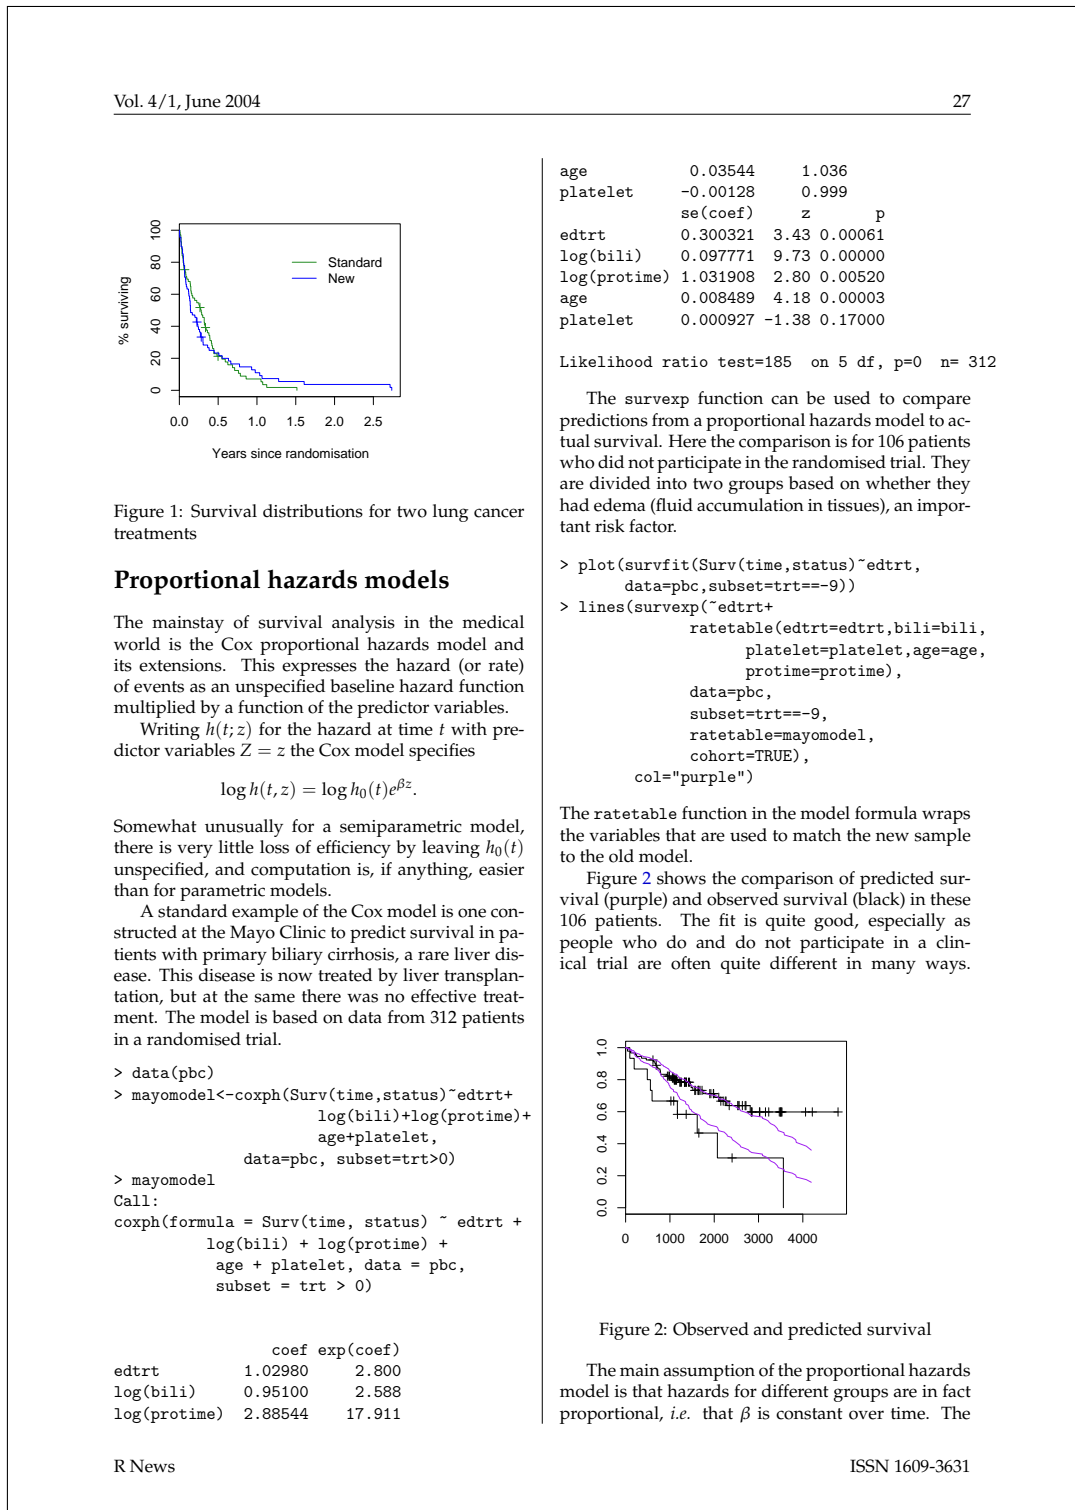 Vol. 4/1, June 2004 27
100
80
60
40
20
0
% surviving
Standard
New
0.0 0.5 1.0 1.5 2.0 2.5
Years since randomisation
Figure 1: Survival distributions for two lung cancer
treatments
Proportional hazards models
The mainstay of survival analysis in the medical
world is the Cox proportional hazards model and
its extensions. This expresses the hazard (or rate)
of events as an unspecified baseline hazard function
multiplied by a function of the predictor variables.
Writing h(t; z) for the hazard at time t with pre-
dictor variables Z = z the Cox model specifies
log h(t, z) = log h₀(t)e^{βz}.
Somewhat unusually for a semiparametric model,
there is very little loss of efficiency by leaving h₀(t)
unspecified, and computation is, if anything, easier
than for parametric models.
A standard example of the Cox model is one con-
structed at the Mayo Clinic to predict survival in pa-
tients with primary biliary cirrhosis, a rare liver dis-
ease. This disease is now treated by liver transplan-
tation, but at the same there was no effective treat-
ment. The model is based on data from 312 patients
in a randomised trial.
> data(pbc)
> mayomodel<-coxph(Surv(time,status)~edtrt+
log(bili)+log(protime)+
age+platelet,
data=pbc, subset=trt>0)
> mayomodel
Call:
coxph(formula = Surv(time, status) ~ edtrt +
log(bili) + log(protime) +
age + platelet, data = pbc,
subset = trt > 0)
coef exp(coef)
edtrt 1.02980 2.800
log(bili) 0.95100 2.588
log(protime) 2.88544 17.911
age 0.03544 1.036
platelet -0.00128 0.999
se(coef) z p
edtrt 0.300321 3.43 0.00061
log(bili) 0.097771 9.73 0.00000
log(protime) 1.031908 2.80 0.00520
age 0.008489 4.18 0.00003
platelet 0.000927 -1.38 0.17000
Likelihood ratio test=185 on 5 df, p=0 n= 312
The survexp function can be used to compare
predictions from a proportional hazards model to ac-
tual survival. Here the comparison is for 106 patients
who did not participate in the randomised trial. They
are divided into two groups based on whether they
had edema (fluid accumulation in tissues), an impor-
tant risk factor.
> plot(survfit(Surv(time,status)~edtrt,
data=pbc,subset=trt==-9))
> lines(survexp(~edtrt+
ratetable(edtrt=edtrt,bili=bili,
platelet=platelet,age=age,
protime=protime),
data=pbc,
subset=trt==-9,
ratetable=mayomodel,
cohort=TRUE),
col="purple")
The ratetable function in the model formula wraps
the variables that are used to match the new sample
to the old model.
Figure 2 shows the comparison of predicted sur-
vival (purple) and observed survival (black) in these
106 patients. The fit is quite good, especially as
people who do and do not participate in a clin-
ical trial are often quite different in many ways.
1.0
0.8
0.6
0.4
0.2
0.0
0 1000 2000 3000 4000
Figure 2: Observed and predicted survival
The main assumption of the proportional hazards
model is that hazards for different groups are in fact
proportional, i.e. that β is constant over time. The
R News ISSN 1609-3631